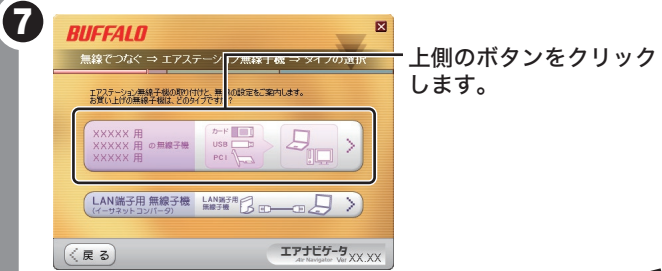 7
BUFFALO
無線でつなぐ ⇒ エアステーション無線子機 ⇒ タイプの選択
上側のボタンをクリック
します。
エアステーション無線子機の取り付けと、無線の設定をご案内します。
お買い上げの無線子機は、どのタイプですか?
XXXXX 用
XXXXX 用 の無線子機
XXXXX 用
カード
USB
PCI
LAN端子用 無線子機
(イーサネットコンバータ)
LAN端子用
無線子機
戻る
エアナビゲータ
Air Navigator Ver XX.XX